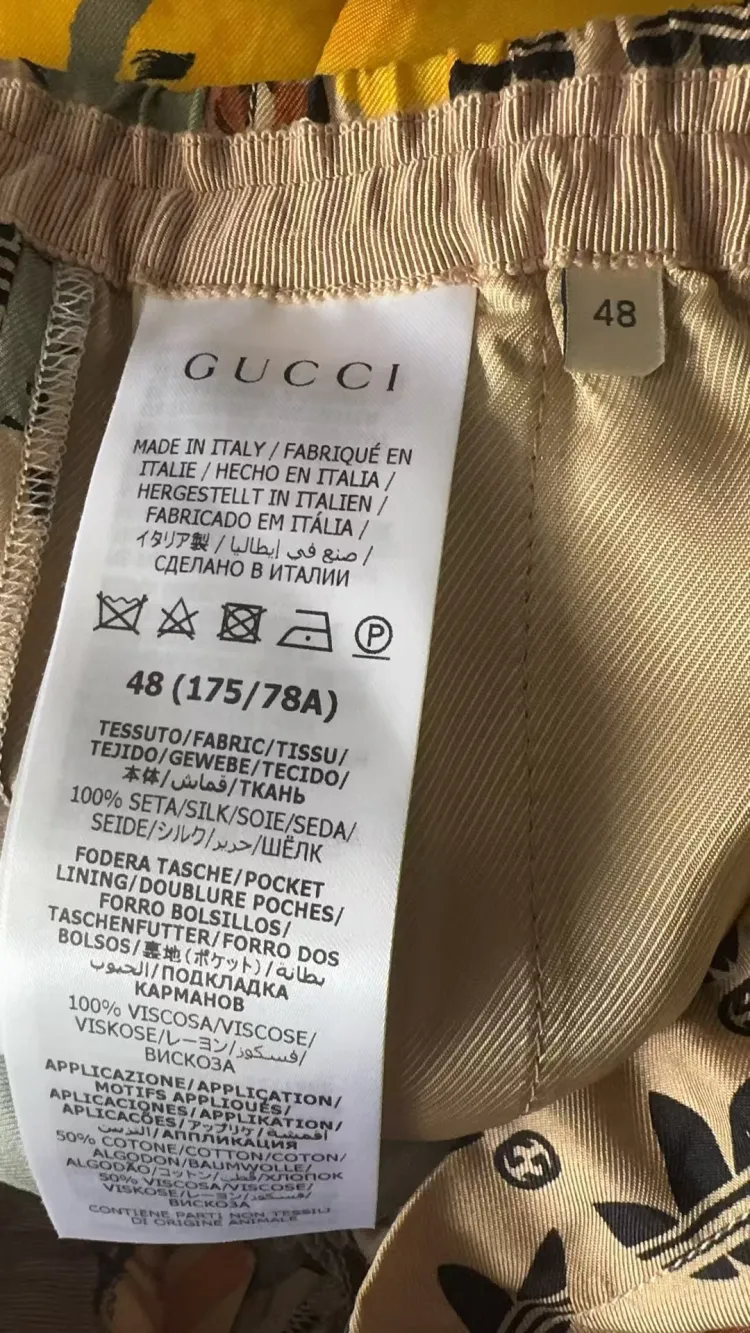 48
GUCCI
MADE IN ITALY / FABRIQUÉ EN
ITALIE / HECHO EN ITALIA /
HERGESTELLT IN ITALIEN /
FABRICADO EM ITÁLIA /
イタリア製 / صنع في إيطاليا /
СДЕЛАНО В ИТАЛИИ
P
48 (175/78A)
TESSUTO/FABRIC/TISSU/
TEJIDO/GEWEBE/TECIDO/
本体/قماش/ТКАНЬ
100% SETA/SILK/SOIE/SEDA/
SEIDE/シルク/حرير/ШЁЛК
FODERA TASCHE/POCKET
LINING/DOUBLURE POCHES/
FORRO BOLSILLOS/
TASCHENFUTTER/FORRO DOS
BOLSOS/裏地(ポケット)/بطانة
الجيوب/ПОДКЛАДКА
КАРМАНОВ
100% VISCOSA/VISCOSE/
VISKOSE/レーヨン/فسكوز/
ВИСКОЗА
APPLICAZIONE/APPLICATION/
MOTIFS APPLIQUÉS/
APLICACIONES/APPLIKATION/
APLICAÇÕES/アップリケ/أقمشة
АППЛИКАЦИЯ
50% COTONE/COTTON/COTON/
ALGODON/BAUMWOLLE/
ALGODÃO/コットン/قطن/ХЛОПОК
50% VISCOSA/VISCOSE/
VISKOSE/レーヨン/فسكوز/
ВИСКОЗА
CONTIENE PARTI NON TESSILI
DI ORIGINE ANIMALE